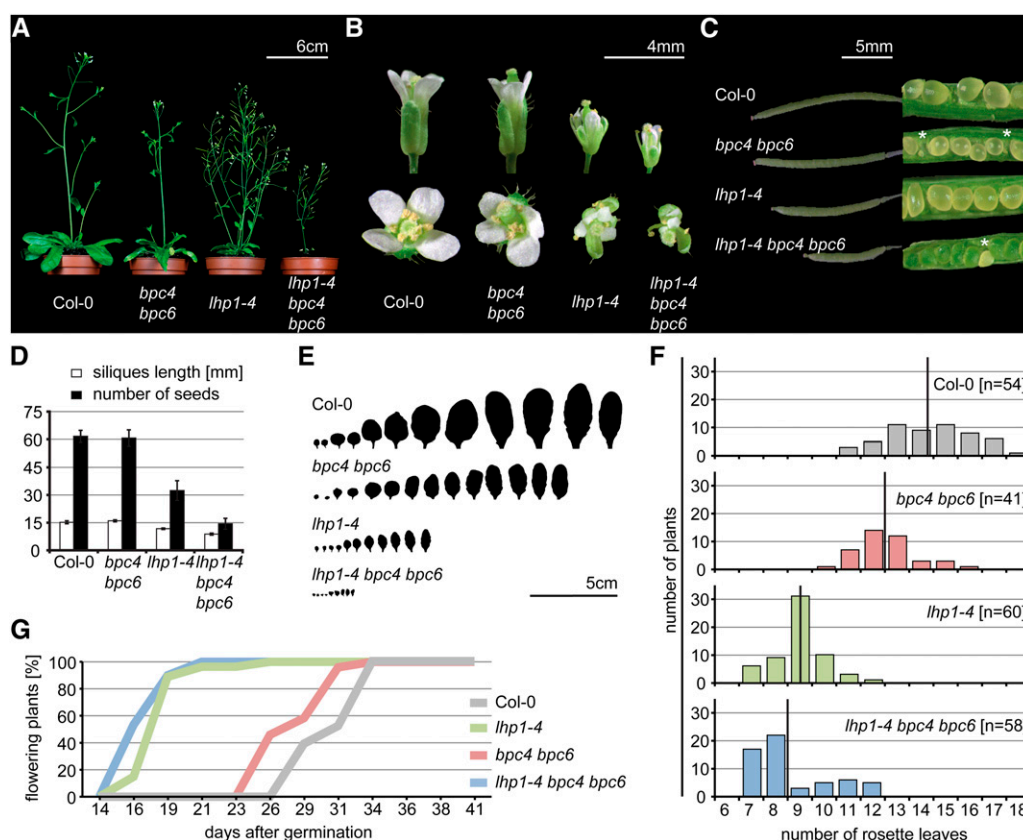 A
6cm
Col-0
bpc4
bpc6
lhp1-4
lhp1-4
bpc4
bpc6
B
4mm
Col-0
bpc4
bpc6
lhp1-4
lhp1-4
bpc4
bpc6
C
5mm
Col-0
bpc4 bpc6
* *
lhp1-4
lhp1-4 bpc4 bpc6
*
D
siliques length [mm]
number of seeds
75
60
45
30
15
0
Col-0
bpc4
bpc6
lhp1-4
lhp1-4
bpc4
bpc6
E
Col-0
bpc4 bpc6
lhp1-4
lhp1-4 bpc4 bpc6
5cm
F
number of plants
30
20
10
0
Col-0 [n=54]
30
20
10
0
bpc4 bpc6 [n=41]
30
20
10
0
lhp1-4 [n=60]
30
20
10
0
lhp1-4 bpc4 bpc6 [n=58
6 7 8 9 10 11 12 13 14 15 16 17 18
number of rosette leaves
G
flowering plants [%]
100
80
60
40
20
0
14 16 19 21 23 26 29 31 34 36 39 41
days after germination
Col-0
lhp1-4
bpc4 bpc6
lhp1-4 bpc4 bpc6